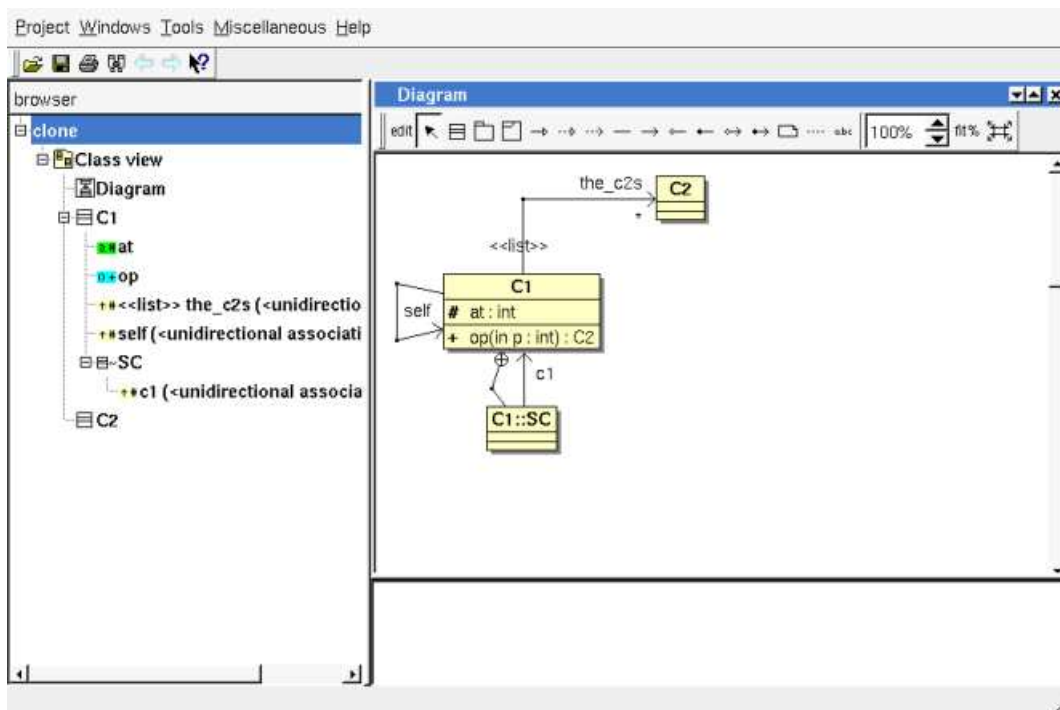 Project Windows Tools Miscellaneous Help
browser
clone
Class view
Diagram
C1
at
op
<<list>> the_c2s (<unidirectio
self (<unidirectional associati
SC
c1 (<unidirectional associa
C2
Diagram
edit abc 100% fit%
the_c2s C2
*
<<list>>
C1
self # at : int
+ op(in p : int) : C2
c1
C1::SC